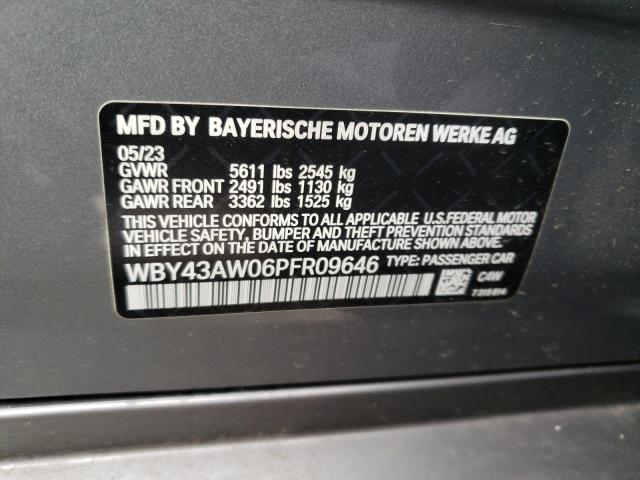 MFD BY BAYERISCHE MOTOREN WERKE AG
05/23
GVWR 5611 lbs 2545 kg
GAWR FRONT 2491 lbs 1130 kg
GAWR REAR 3362 lbs 1525 kg
THIS VEHICLE CONFORMS TO ALL APPLICABLE U.S.FEDERAL MOTOR
VEHICLE SAFETY, BUMPER AND THEFT PREVENTION STANDARDS
IN EFFECT ON THE DATE OF MANUFACTURE SHOWN ABOVE.
WBY43AW06PFR09646 TYPE: PASSENGER CAR
C4W